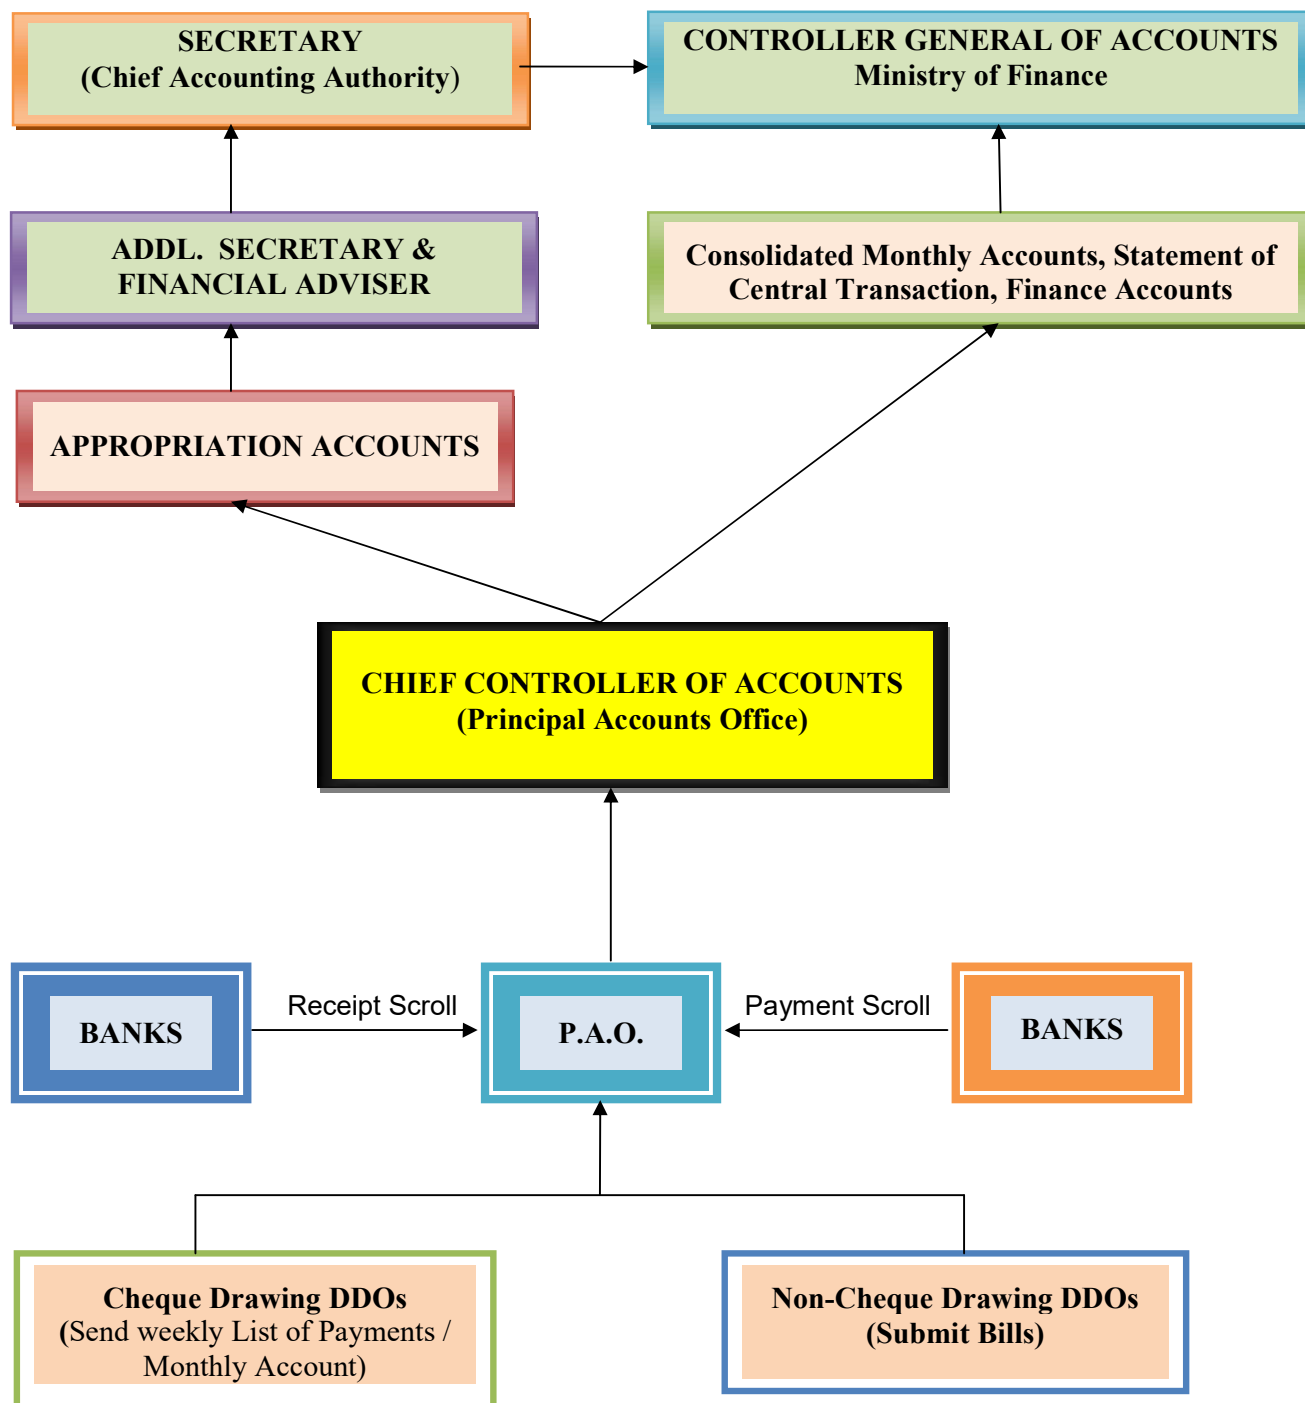 SECRETARY
(Chief Accounting Authority)
CONTROLLER GENERAL OF ACCOUNTS
Ministry of Finance
ADDL. SECRETARY &
FINANCIAL ADVISER
Consolidated Monthly Accounts, Statement of
Central Transaction, Finance Accounts
APPROPRIATION ACCOUNTS
CHIEF CONTROLLER OF ACCOUNTS
(Principal Accounts Office)
BANKS
Receipt Scroll
P.A.O.
Payment Scroll
BANKS
Cheque Drawing DDOs
(Send weekly List of Payments /
Monthly Account)
Non-Cheque Drawing DDOs
(Submit Bills)